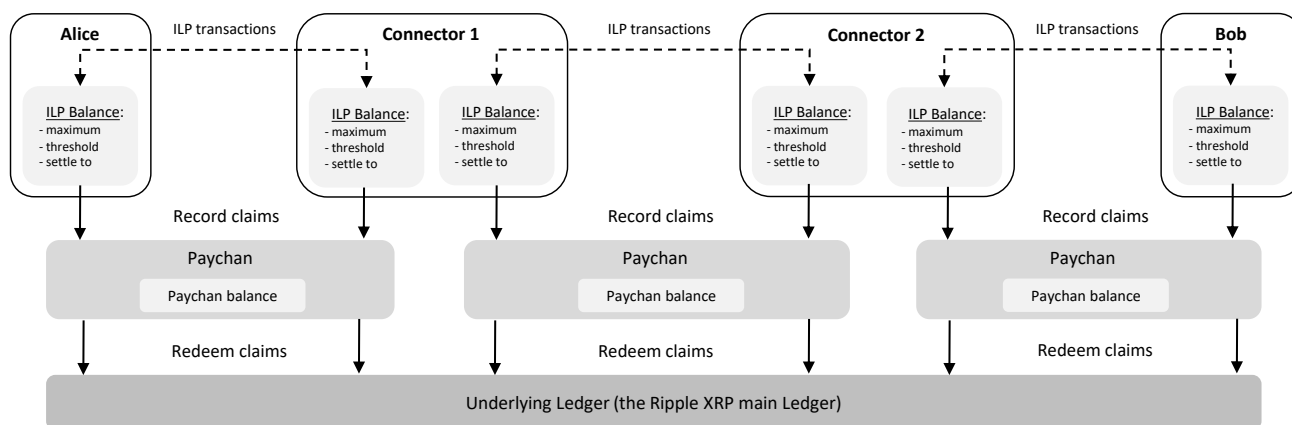 Alice
ILP transactions
Connector 1
ILP transactions
Connector 2
ILP transactions
Bob
ILP Balance:
- maximum
- threshold
- settle to
ILP Balance:
- maximum
- threshold
- settle to
ILP Balance:
- maximum
- threshold
- settle to
ILP Balance:
- maximum
- threshold
- settle to
ILP Balance:
- maximum
- threshold
- settle to
ILP Balance:
- maximum
- threshold
- settle to
Record claims
Record claims
Record claims
Paychan
Paychan balance
Paychan
Paychan balance
Paychan
Paychan balance
Redeem claims
Redeem claims
Redeem claims
Underlying Ledger (the Ripple XRP main Ledger)